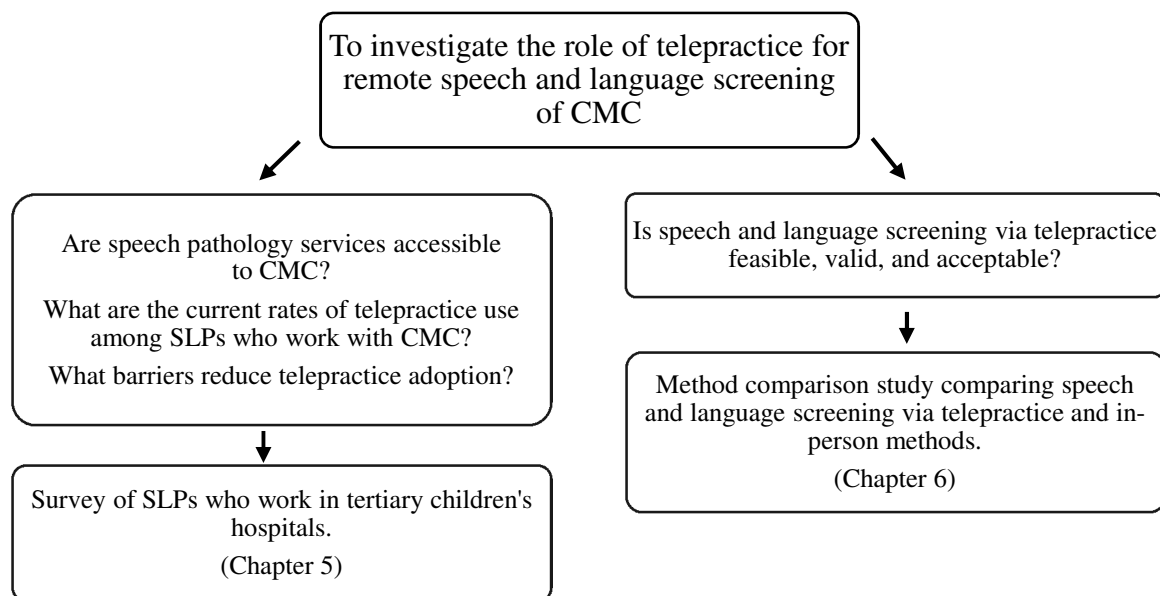 To investigate the role of telepractice for
remote speech and language screening
of CMC
Are speech pathology services accessible
to CMC?
What are the current rates of telepractice use
among SLPs who work with CMC?
What barriers reduce telepractice adoption?
Survey of SLPs who work in tertiary children's
hospitals.
(Chapter 5)
Is speech and language screening via telepractice
feasible, valid, and acceptable?
Method comparison study comparing speech
and language screening via telepractice and in-
person methods.
(Chapter 6)